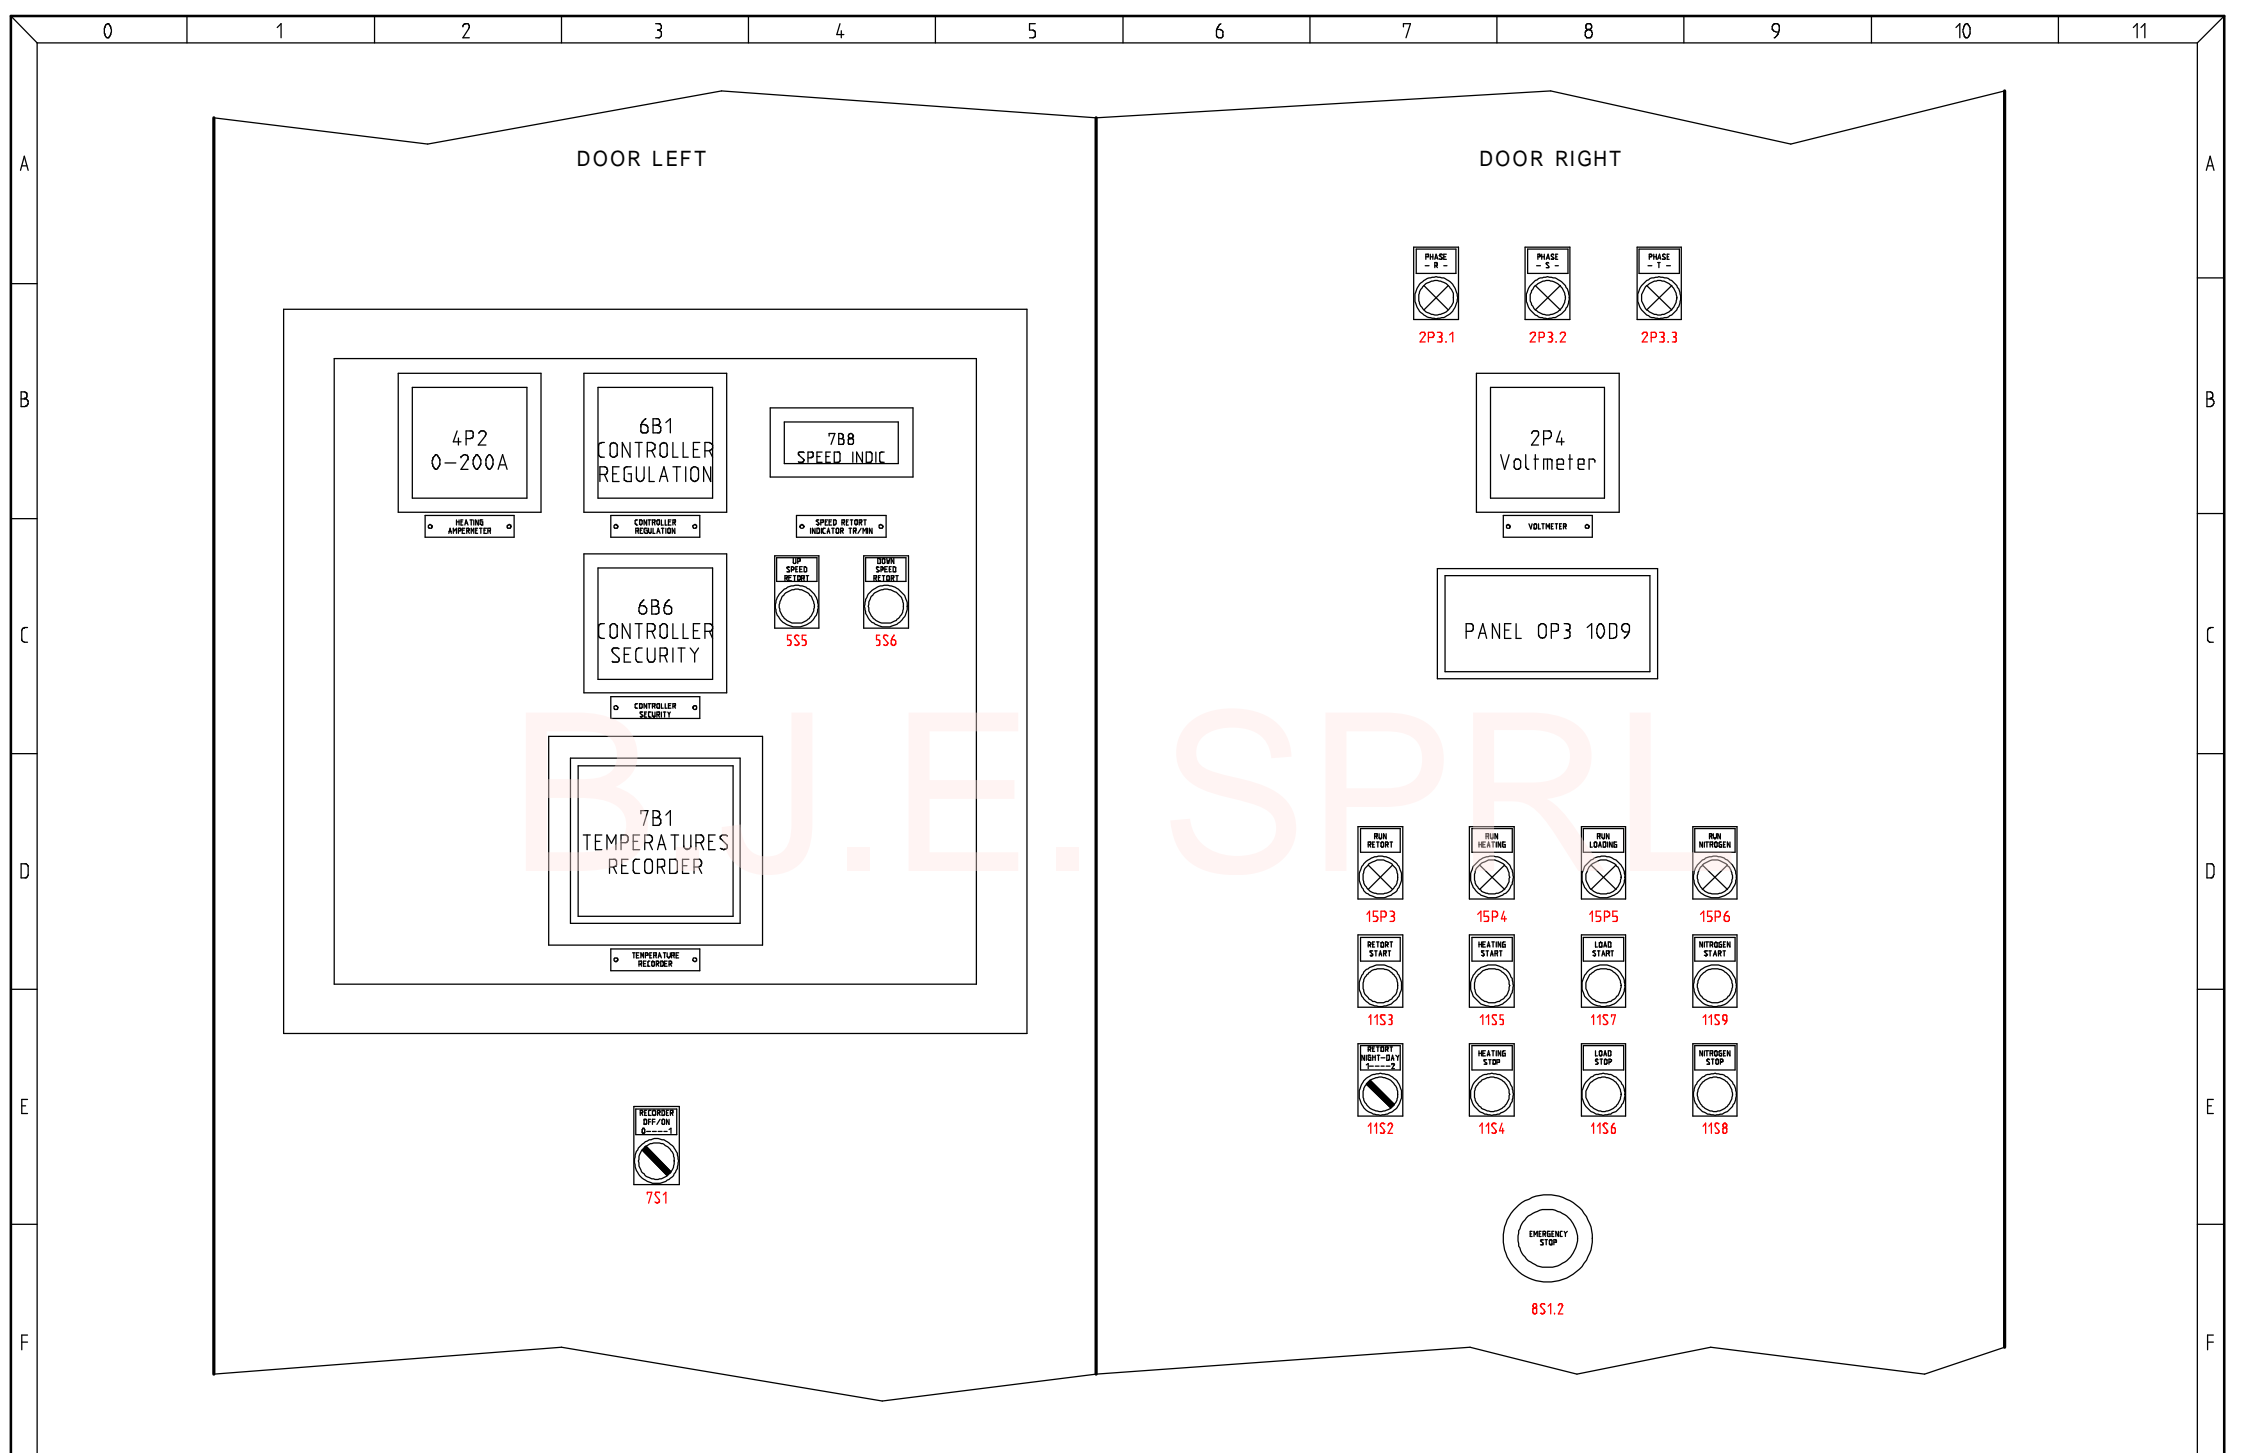 0 1 2 3 4 5 6 7 8 9 10 11
A A
DOOR LEFT
DOOR RIGHT
PHASE
- R -
2P3.1
PHASE
- S -
2P3.2
PHASE
- T -
2P3.3
B B
4P2
0-200A
HEATING
AMPERMETER
6B1
CONTROLLER
REGULATION
CONTROLLER
REGULATION
7B8
SPEED INDIC
SPEED RETORT
INDICATOR TR/MIN
2P4
Voltmeter
VOLTMETER
C C
UP
SPEED
RETORT
5S5
DOWN
SPEED
RETORT
5S6
6B6
CONTROLLER
SECURITY
CONTROLLER
SECURITY
PANEL OP3 10D9
B.J.E. SPRL
D D
7B1
TEMPERATURES
RECORDER
TEMPERATURE
RECORDER
RUN
RETORT
15P3
RUN
HEATING
15P4
RUN
LOADING
15P5
RUN
NITROGEN
15P6
RETORT
START
11S3
HEATING
START
11S5
LOAD
START
11S7
NITROGEN
START
11S9
E E
RETORT
NIGHT-DAY
1----2
11S2
HEATING
STOP
11S4
LOAD
STOP
11S6
NITROGEN
STOP
11S8
RECORDER
OFF/ON
0----1
7S1
EMERGENCY
STOP
8S1.2
F F